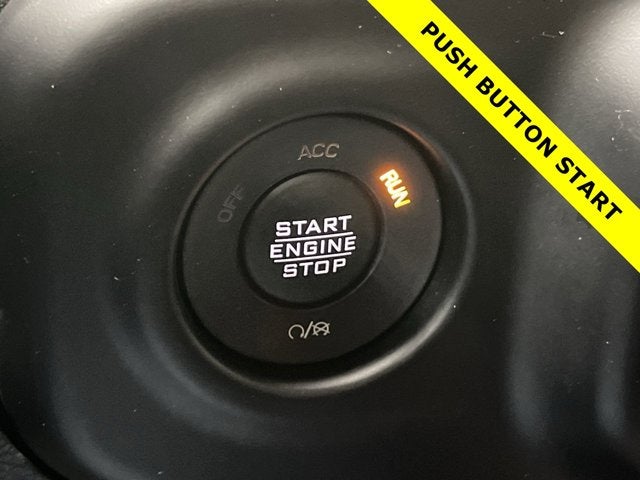 PUSH BUTTON START
ACC
OFF
RUN
START
ENGINE
STOP